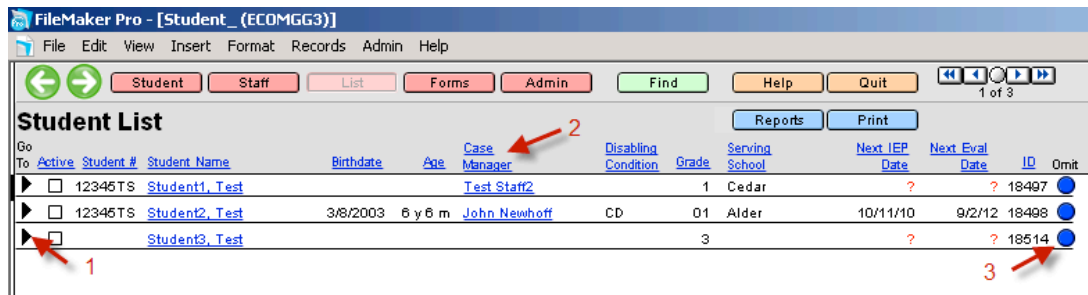 FileMaker Pro - [Student_ (ECOMGG3)]
File Edit View Insert Format Records Admin Help
Student Staff List Forms Admin Find Help Quit
1 of 3
Student List Reports Print
2
Go To Active Student # Student Name Birthdate Age Case Manager Disabling Condition Grade Serving School Next IEP Date Next Eval Date ID Omit
12345TS Student1, Test Test Staff2 1 Cedar ? ? 18497
12345TS Student2, Test 3/8/2003 6 y 6 m John Newhoff CD 01 Alder 10/11/10 9/2/12 18498
Student3, Test 3 ? ? 18514
1 3